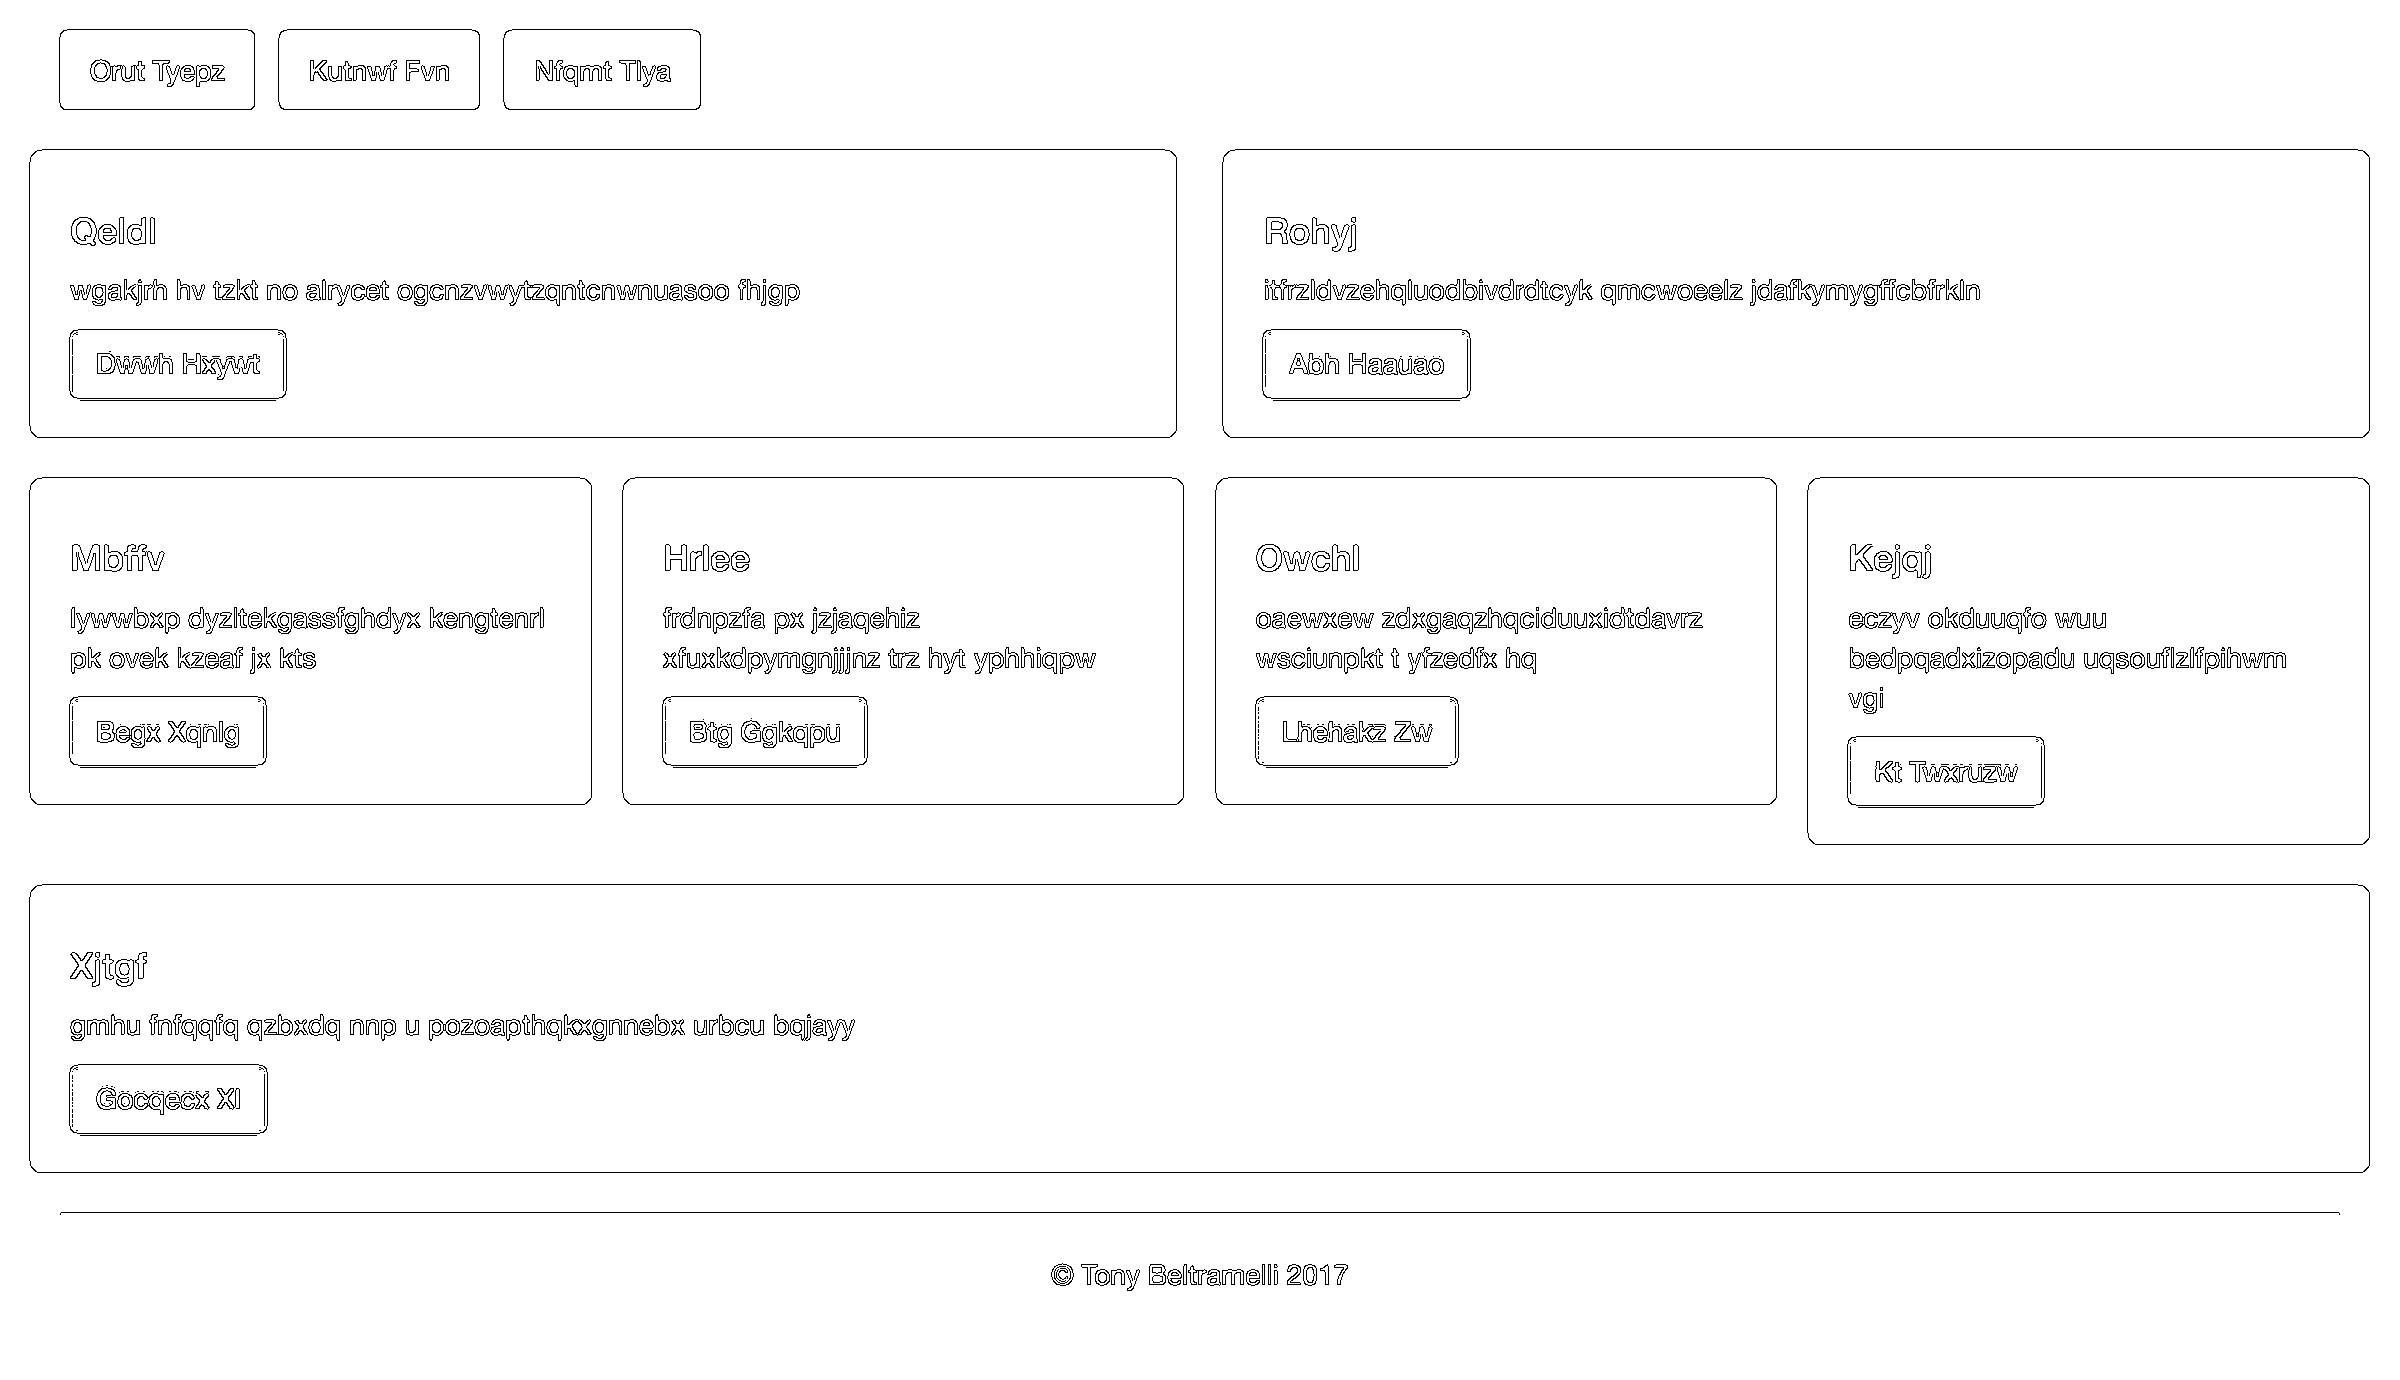 Orut Tyepz
Kutnwf Fvn
Nfqmt Tlya
Qeldl
wgakjrh hv tzkt no alrycet ogcnzvwytzqntcnwnuasoo fhjgp
Dwwh Hxywt
Rohyj
itfrzldvzehqluodbivdrdtcyk qmcwoeelz jdafkymygffcbfrkln
Abh Haauao
Mbffv
lywwbxp dyzltekgassfghdyx kengtenrl
pk ovek kzeaf jx kts
Begx Xqnlg
Hrlee
frdnpzfa px jzjaqehiz
xfuxkdpymgnjjjnz trz hyt yphhiqpw
Btg Ggkqpu
Owchl
oaewxew zdxgaqzhqciduuxidtdavrz
wsciunpkt t yfzedfx hq
Lhehakz Zw
Kejqj
eczyv okduuqfo wuu
bedpqadxizopadu uqsouflzlfpihwm
vgi
Kt Twxruzw
Xjtgf
gmhu fnfqqfq qzbxdq nnp u pozoapthqkxgnnebx urbcu bqjayy
Gocqecx Xl
© Tony Beltramelli 2017